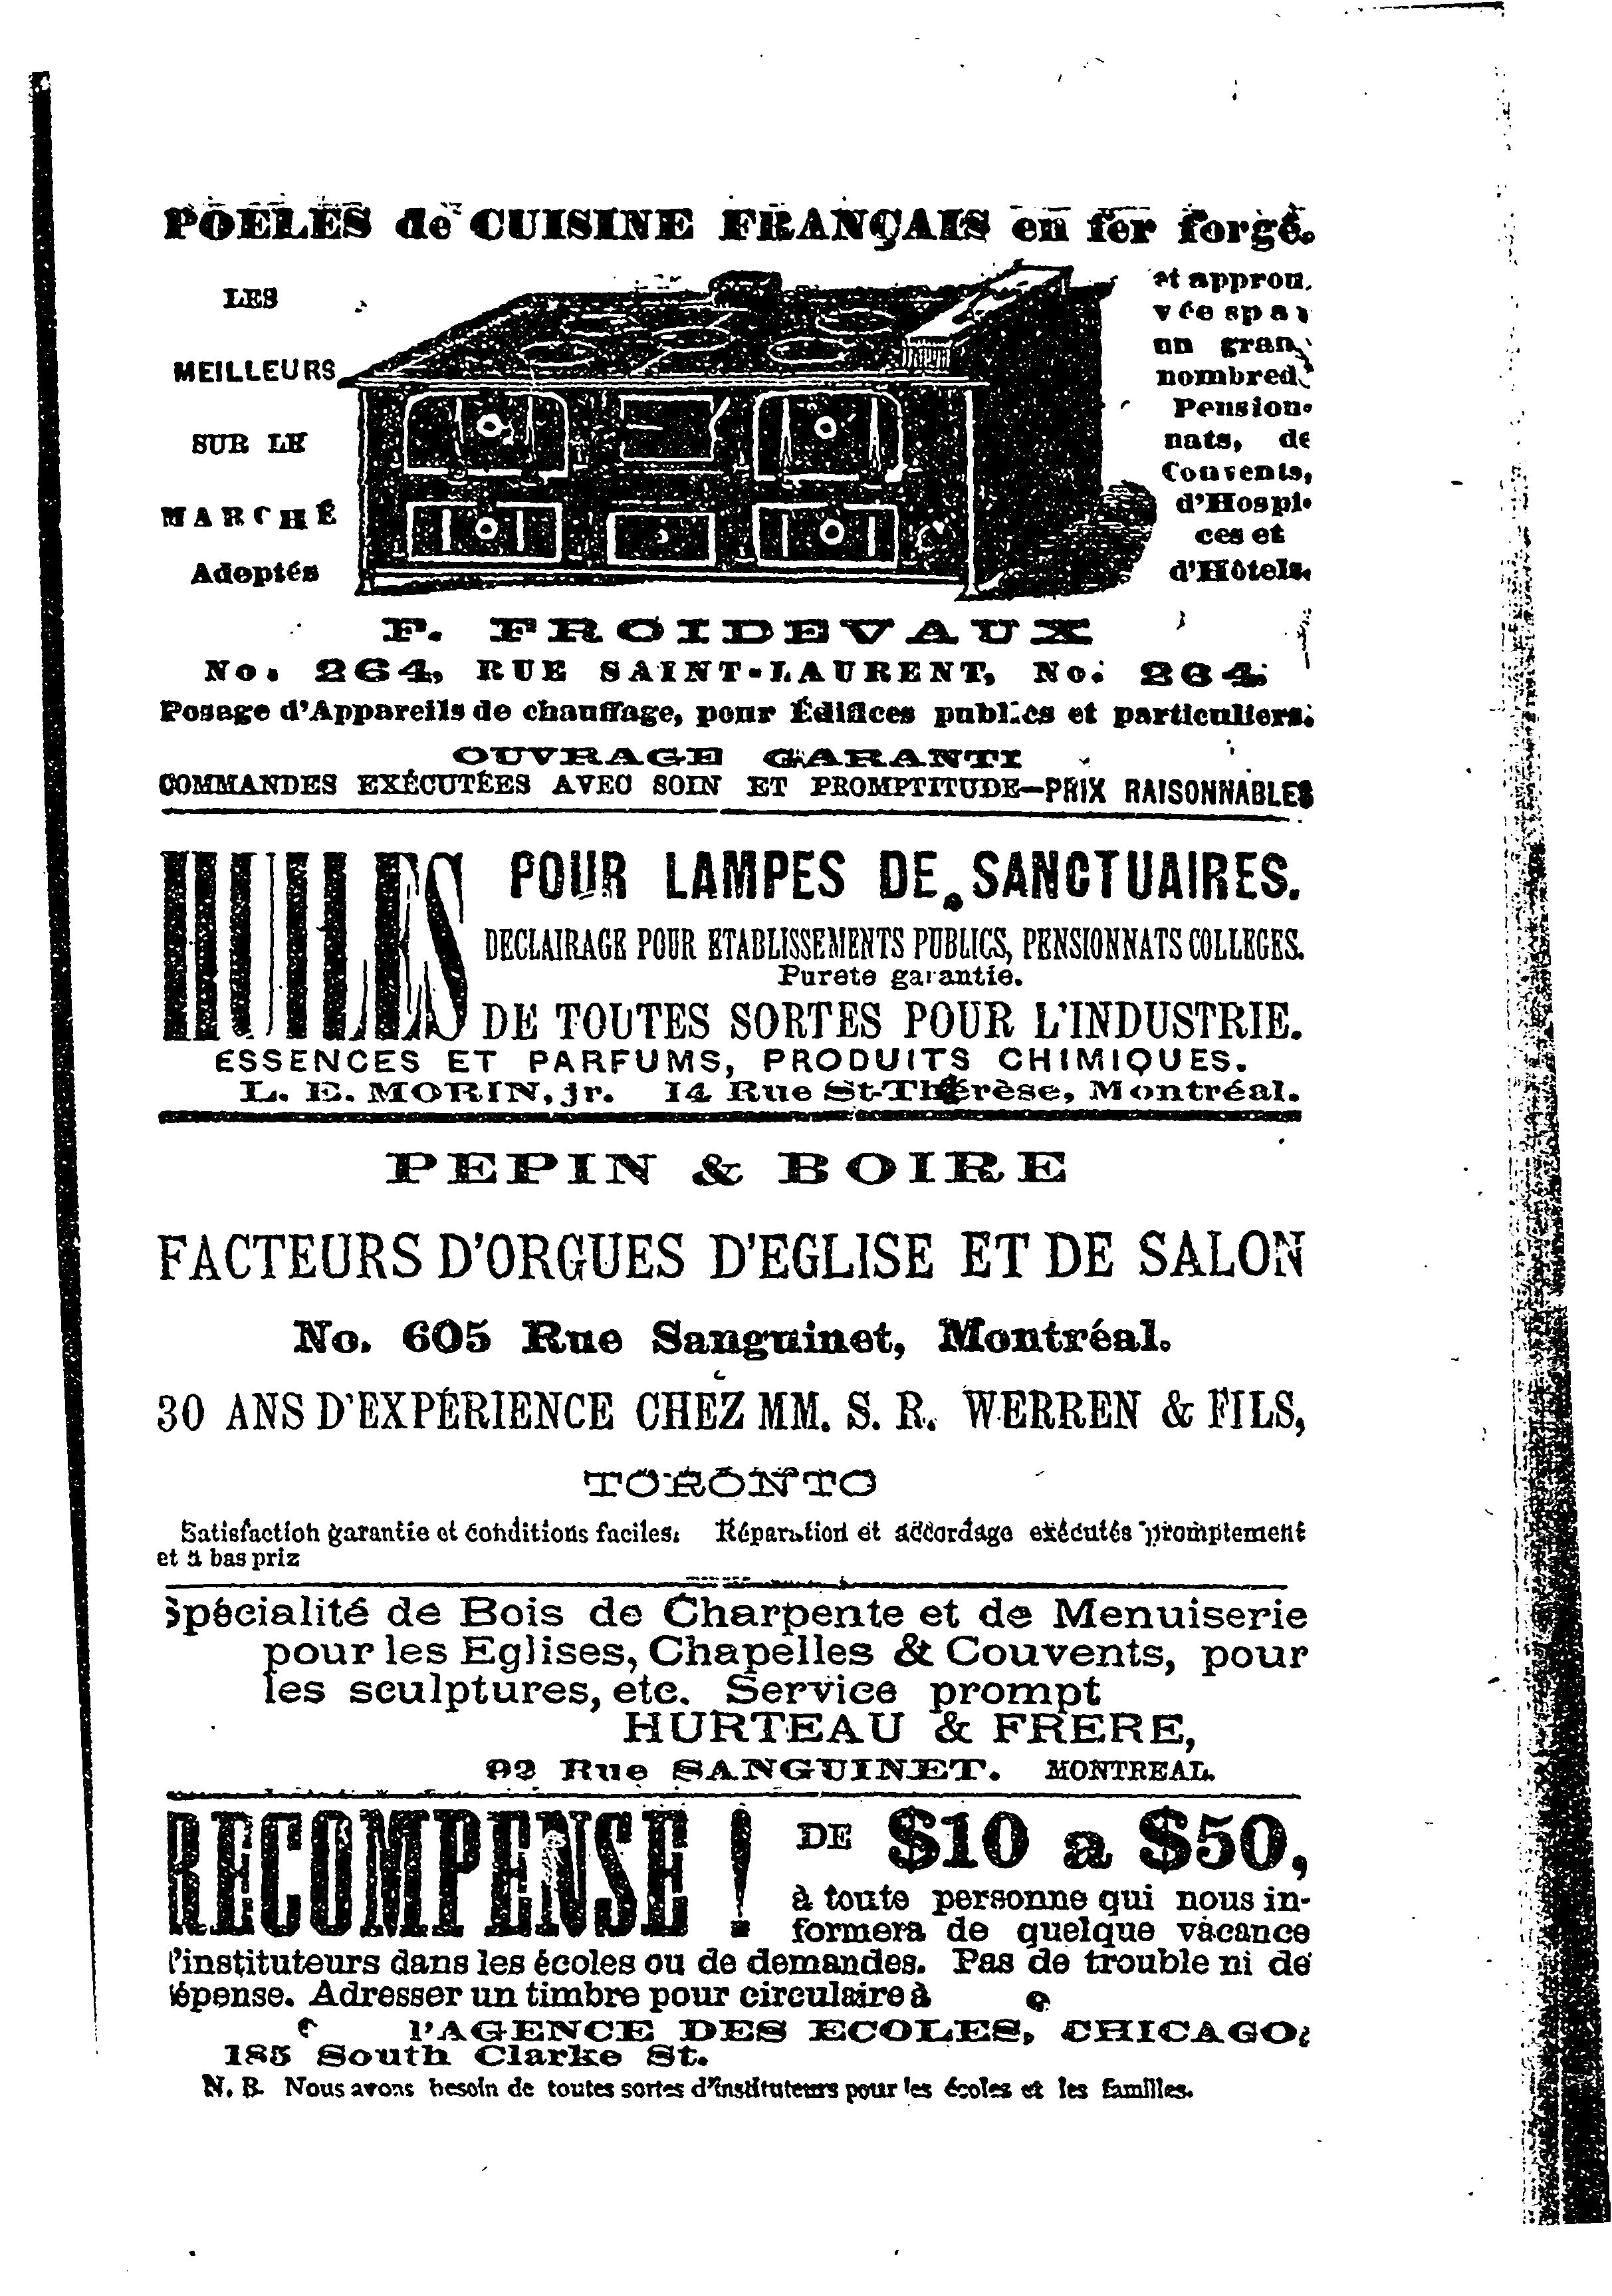 POELES de CUISINE FRANÇAIS en fer forgé.
LES
MEILLEURS
SUR LE
MARCHÉ
Adoptés
et approu.
vée spar
un gran
nombred
Pension-
nats, de
Couvents,
d'Hospi-
ces et
d'Hôtels.
F. FROIDEVAUX
No. 264, RUE SAINT-LAURENT, No. 264.
Posage d'Appareils de chauffage, pour Édifices publics et particuliers.
OUVRAGE GARANTI
COMMANDES EXÉCUTÉES AVEC SOIN ET PROMPTITUDE—PRIX RAISONNABLES
HUILES POUR LAMPES DE SANCTUAIRES.
DECLAIRAGE POUR ETABLISSEMENTS PUBLICS, PENSIONNATS COLLEGES.
Purete garantie.
DE TOUTES SORTES POUR L'INDUSTRIE.
ESSENCES ET PARFUMS, PRODUITS CHIMIQUES.
L. E. MORIN, jr. 14 Rue St-Thérèse, Montréal.
PEPIN & BOIRE
FACTEURS D'ORGUES D'EGLISE ET DE SALON
No. 605 Rue Sanguinet, Montréal.
30 ANS D'EXPÉRIENCE CHEZ MM. S. R. WERREN & FILS,
TORONTO
Satisfaction garantie et conditions faciles. Réparation et accordage exécutés promptement
et à bas priz
Spécialité de Bois de Charpente et de Menuiserie
pour les Eglises, Chapelles & Couvents, pour
les sculptures, etc. Service prompt
HURTEAU & FRERE,
92 Rue SANGUINET. MONTREAL.
RECOMPENSE ! DE $10 a $50,
à toute personne qui nous in-
formera de quelque vacance
l'instituteurs dans les écoles ou de demandes. Pas de trouble ni de
épense. Adresser un timbre pour circulaire à
l'AGENCE DES ECOLES, CHICAGO,
185 South Clarke St.
N. B. Nous avons besoin de toutes sortes d'instituteurs pour les écoles et les familles.